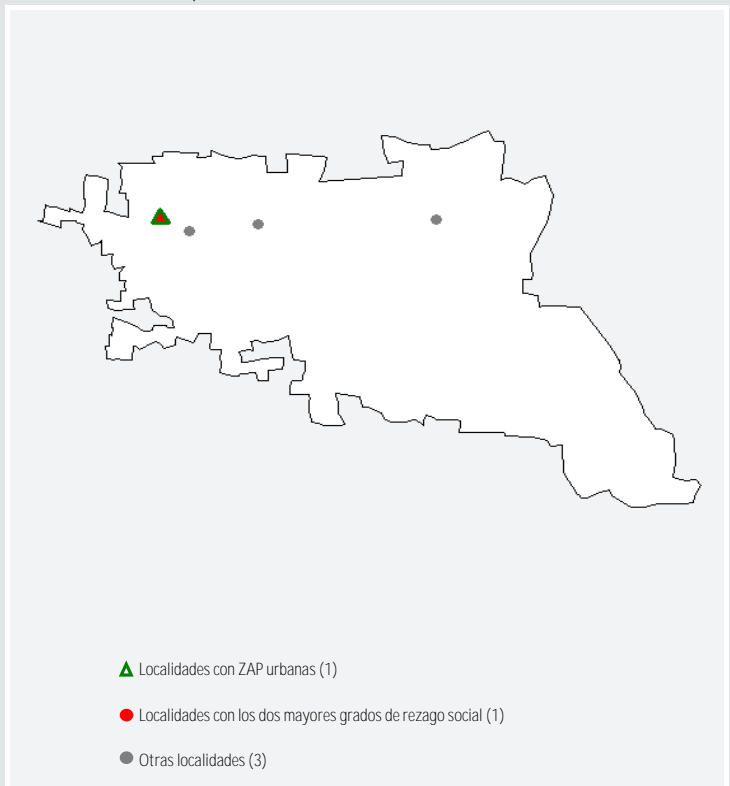 Localidades con ZAP urbanas (1)
Localidades con los dos mayores grados de rezago social (1)
Otras localidades (3)